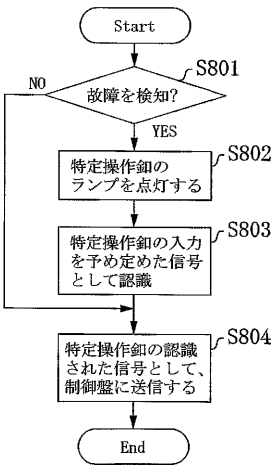 Start
S801
故障を検知?
NO
YES
S802
特定操作釦の
ランプを点灯する
S803
特定操作釦の入力
を予め定めた信号
として認識
S804
特定操作釦の認識
された信号として、
制御盤に送信する
End